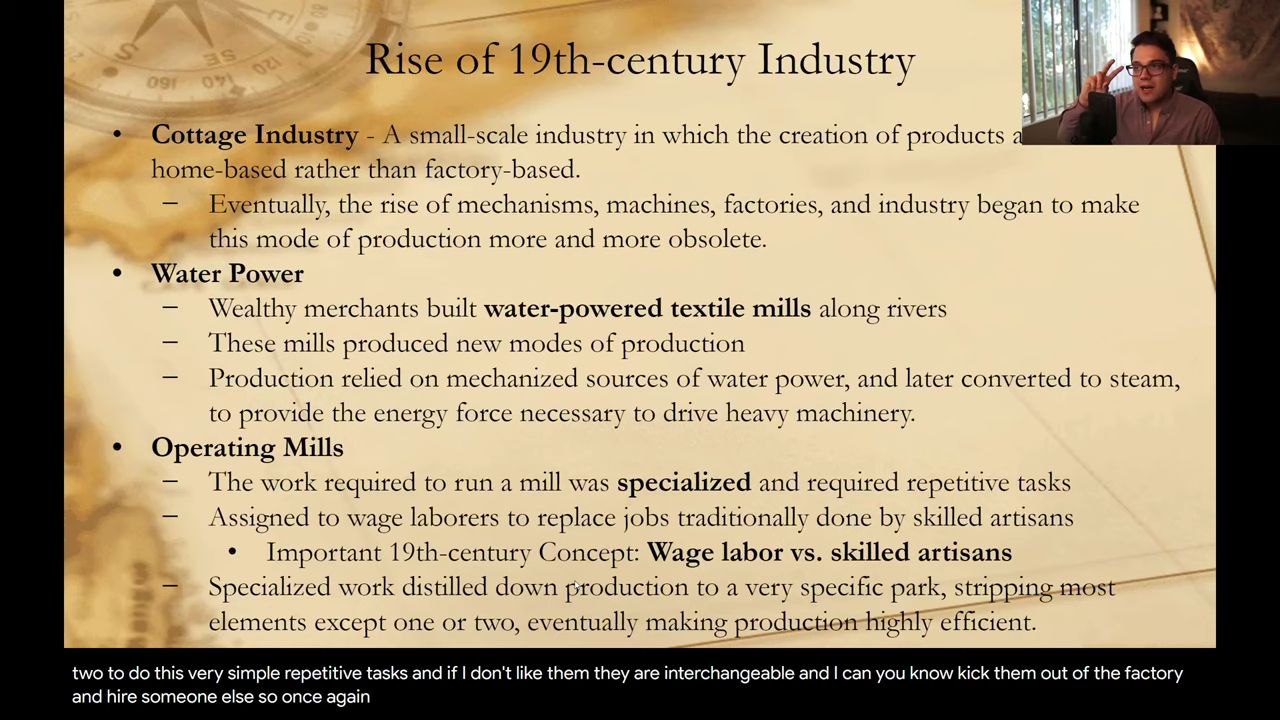 Rise of 19th-century Industry
• Cottage Industry - A small-scale industry in which the creation of products a
home-based rather than factory-based.
– Eventually, the rise of mechanisms, machines, factories, and industry began to make
this mode of production more and more obsolete.
• Water Power
– Wealthy merchants built water-powered textile mills along rivers
– These mills produced new modes of production
– Production relied on mechanized sources of water power, and later converted to steam,
to provide the energy force necessary to drive heavy machinery.
• Operating Mills
– The work required to run a mill was specialized and required repetitive tasks
– Assigned to wage laborers to replace jobs traditionally done by skilled artisans
• Important 19th-century Concept: Wage labor vs. skilled artisans
– Specialized work distilled down production to a very specific park, stripping most
elements except one or two, eventually making production highly efficient.
two to do this very simple repetitive tasks and if I don't like them they are interchangeable and I can you know kick them out of the factory
and hire someone else so once again
S
SE
160
140
120
80